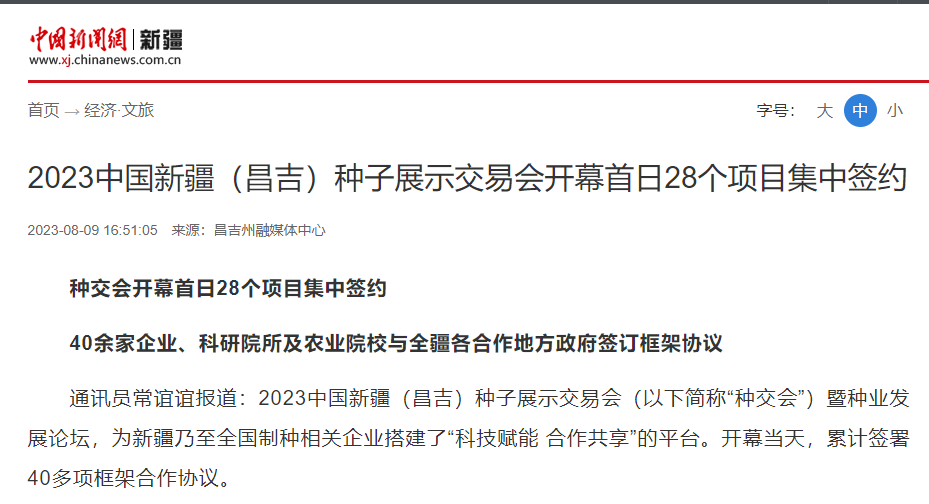 中国新闻网|新疆
www.xj.chinanews.com.cn
首页 → 经济·文旅 字号： 大 中 小
2023中国新疆（昌吉）种子展示交易会开幕首日28个项目集中签约
2023-08-09 16:51:05 来源：昌吉州融媒体中心
种交会开幕首日28个项目集中签约
40余家企业、科研院所及农业院校与全疆各合作地方政府签订框架协议
通讯员常谊谊报道：2023中国新疆（昌吉）种子展示交易会（以下简称“种交会”）暨种业发
展论坛，为新疆乃至全国制种相关企业搭建了“科技赋能 合作共享”的平台。开幕当天，累计签署
40多项框架合作协议。